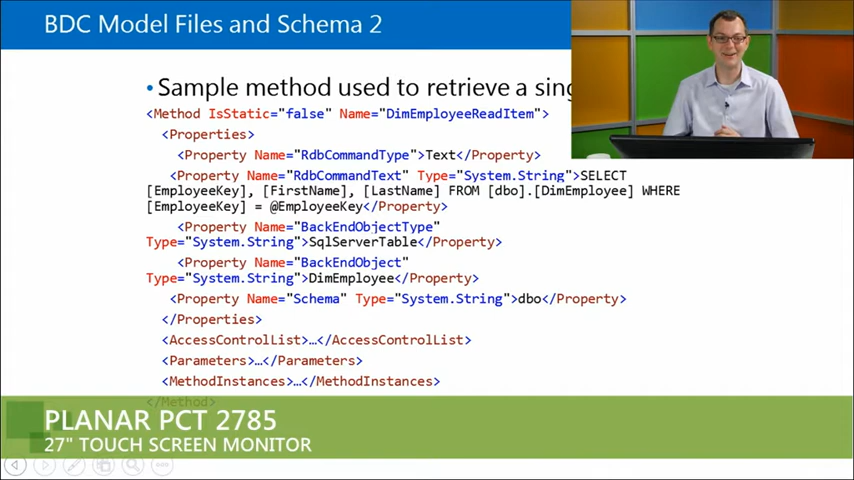 BDC Model Files and Schema 2
• Sample method used to retrieve a sing
<Method IsStatic="false" Name="DimEmployeeReadItem">
<Properties>
<Property Name="RdbCommandType">Text</Property>
<Property Name="RdbCommandText" Type="System.String">SELECT
[EmployeeKey], [FirstName], [LastName] FROM [dbo].[DimEmployee] WHERE
[EmployeeKey] = @EmployeeKey</Property>
<Property Name="BackEndObjectType"
Type="System.String">SqlServerTable</Property>
<Property Name="BackEndObject"
Type="System.String">DimEmployee</Property>
<Property Name="Schema" Type="System.String">dbo</Property>
</Properties>
<AccessControlList>…</AccessControlList>
<Parameters>…</Parameters>
<MethodInstances>…</MethodInstances>
</Method>
PLANAR PCT 2785
27" TOUCH SCREEN MONITOR